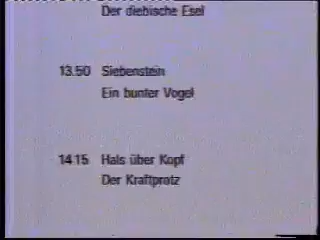 Der diebische Esel
13.50 Siebenstein
Ein bunter Vogel
14 15 Hals über Kopf
Der Kraftprotz